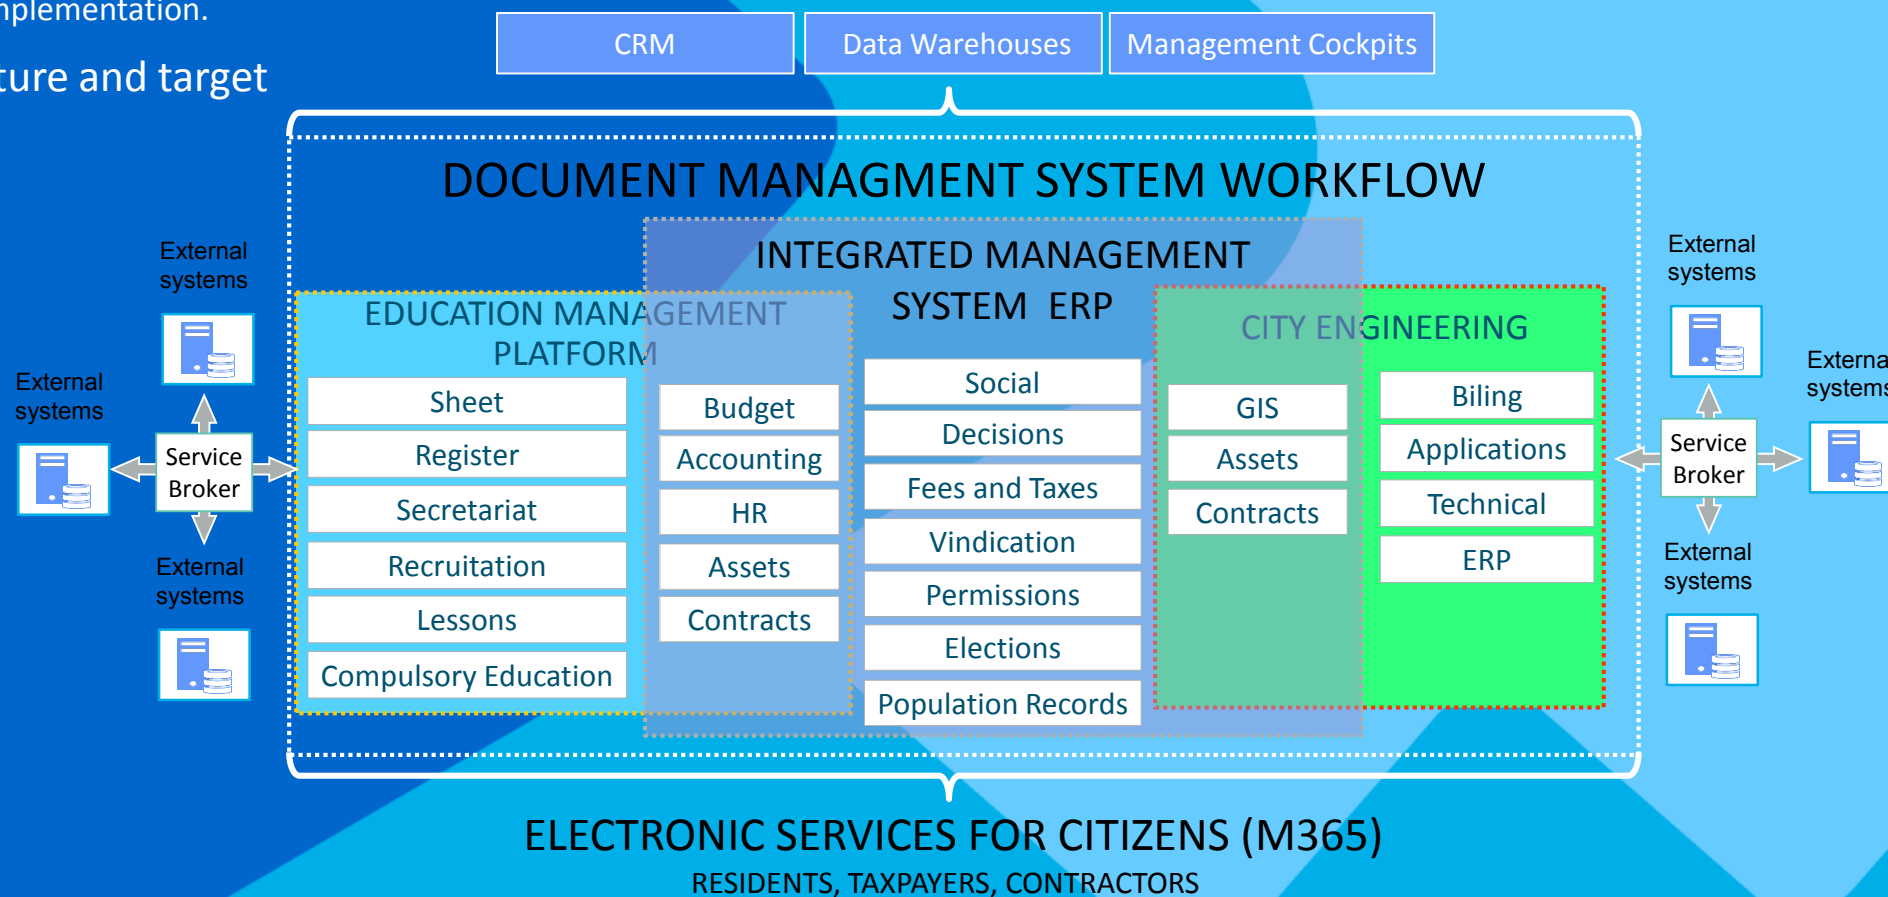 mplementation.
ture and target
CRM
Data Warehouses
Management Cockpits
DOCUMENT MANAGMENT SYSTEM WORKFLOW
INTEGRATED MANAGEMENT
SYSTEM ERP
EDUCATION MANAGEMENT
PLATFORM
CITY ENGINEERING
Sheet
Register
Secretariat
Recruitation
Lessons
Compulsory Education
Budget
Accounting
HR
Assets
Contracts
Social
Decisions
Fees and Taxes
Vindication
Permissions
Elections
Population Records
GIS
Assets
Contracts
Biling
Applications
Technical
ERP
External
systems
External
systems
Service
Broker
External
systems
External
systems
Externa
systems
Service
Broker
External
systems
ELECTRONIC SERVICES FOR CITIZENS (M365)
RESIDENTS, TAXPAYERS, CONTRACTORS